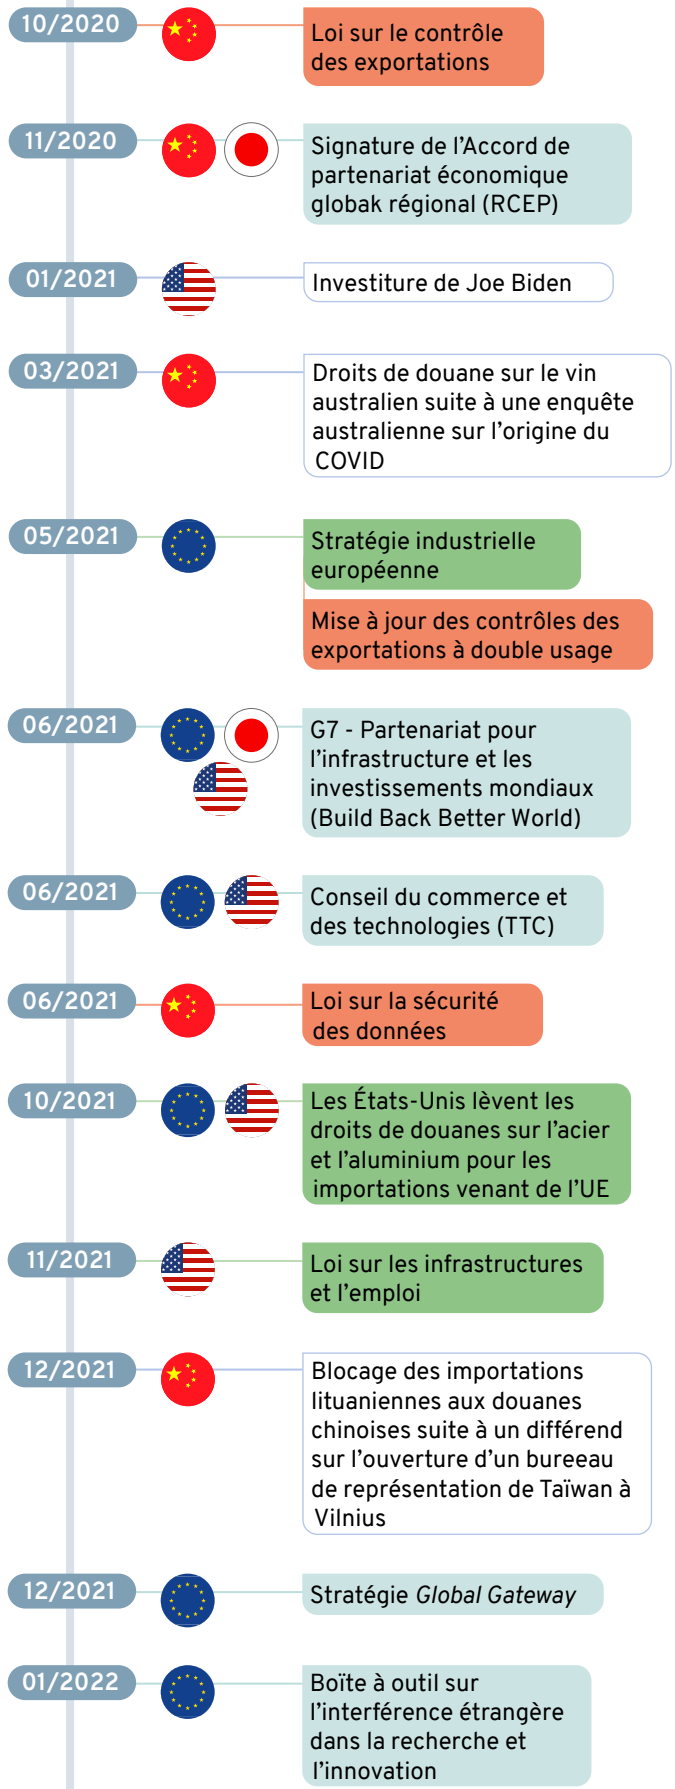 10/2020
Loi sur le contrôle
des exportations
11/2020
Signature de l'Accord de
partenariat économique
globak régional (RCEP)
01/2021
Investiture de Joe Biden
03/2021
Droits de douane sur le vin
australien suite à une enquête
australienne sur l'origine du
COVID
05/2021
Stratégie industrielle
européenne
Mise à jour des contrôles des
exportations à double usage
06/2021
G7 - Partenariat pour
l'infrastructure et les
investissements mondiaux
(Build Back Better World)
06/2021
Conseil du commerce et
des technologies (TTC)
06/2021
Loi sur la sécurité
des données
10/2021
Les États-Unis lèvent les
droits de douanes sur l'acier
et l'aluminium pour les
importations venant de l'UE
11/2021
Loi sur les infrastructures
et l'emploi
12/2021
Blocage des importations
lituaniennes aux douanes
chinoises suite à un différend
sur l'ouverture d'un bureeau
de représentation de Taïwan à
Vilnius
12/2021
Stratégie Global Gateway
01/2022
Boïte à outil sur
l'interférence étrangère
dans la recherche et
l'innovation